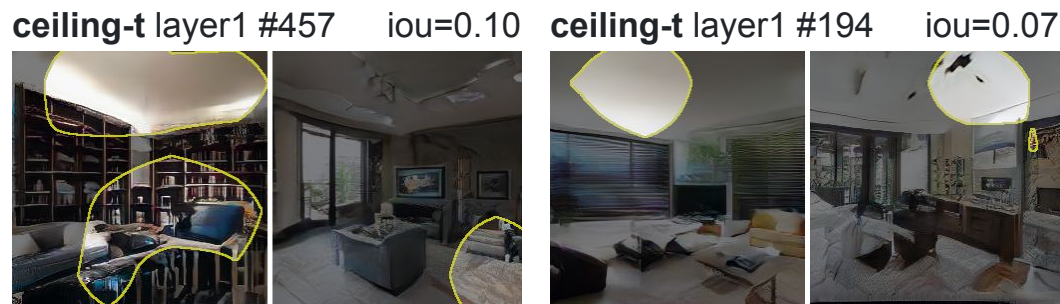 ceiling-t layer1 #457 iou=0.10
ceiling-t layer1 #194 iou=0.07